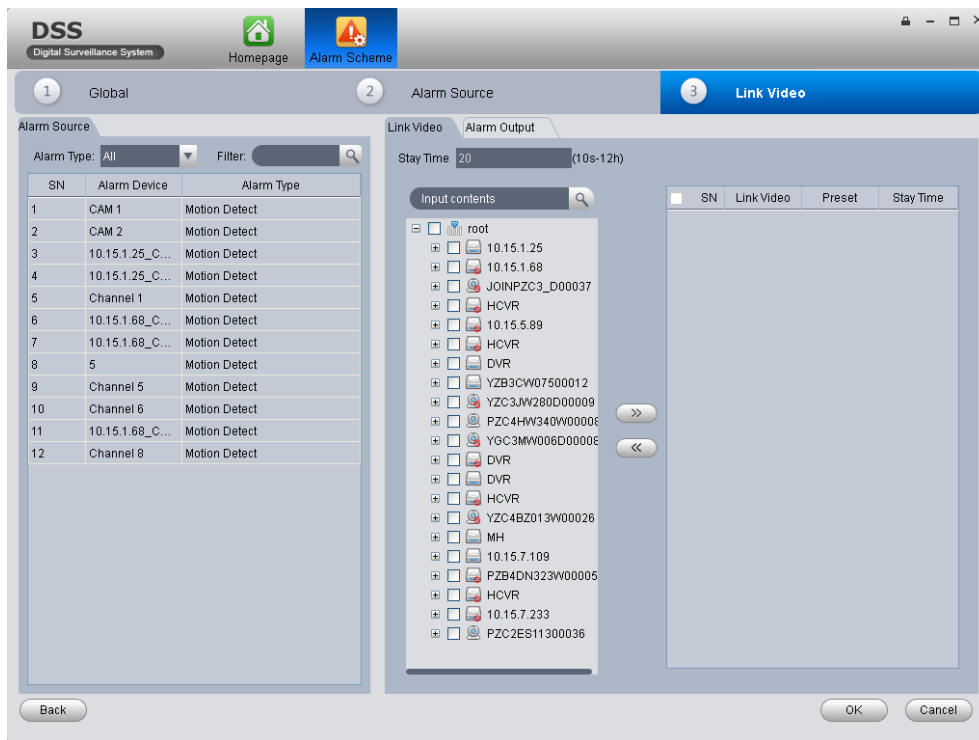 DSS
Digital Surveillance System
Homepage
Alarm Scheme
1 Global
2 Alarm Source
3 Link Video
Alarm Source
Alarm Type: All Filter:
SN Alarm Device Alarm Type
1 CAM 1 Motion Detect
2 CAM 2 Motion Detect
3 10.15.1.25_C... Motion Detect
4 10.15.1.25_C... Motion Detect
5 Channel 1 Motion Detect
6 10.15.1.68_C... Motion Detect
7 10.15.1.68_C... Motion Detect
8 5 Motion Detect
9 Channel 5 Motion Detect
10 Channel 6 Motion Detect
11 10.15.1.68_C... Motion Detect
12 Channel 8 Motion Detect
Link Video Alarm Output
Stay Time 20 (10s-12h)
Input contents
root
10.15.1.25
10.15.1.68
JOINPZC3_D00037
HCVR
10.15.5.89
HCVR
DVR
YZB3CW07500012
YZC3JW280D00009
PZC4HW340W00008
YGC3MW006D00008
DVR
DVR
HCVR
YZC4BZ013W00026
MH
10.15.7.109
PZB4DN323W00005
HCVR
10.15.7.233
PZC2ES11300036
>>
<<
SN Link Video Preset Stay Time
Back
OK
Cancel